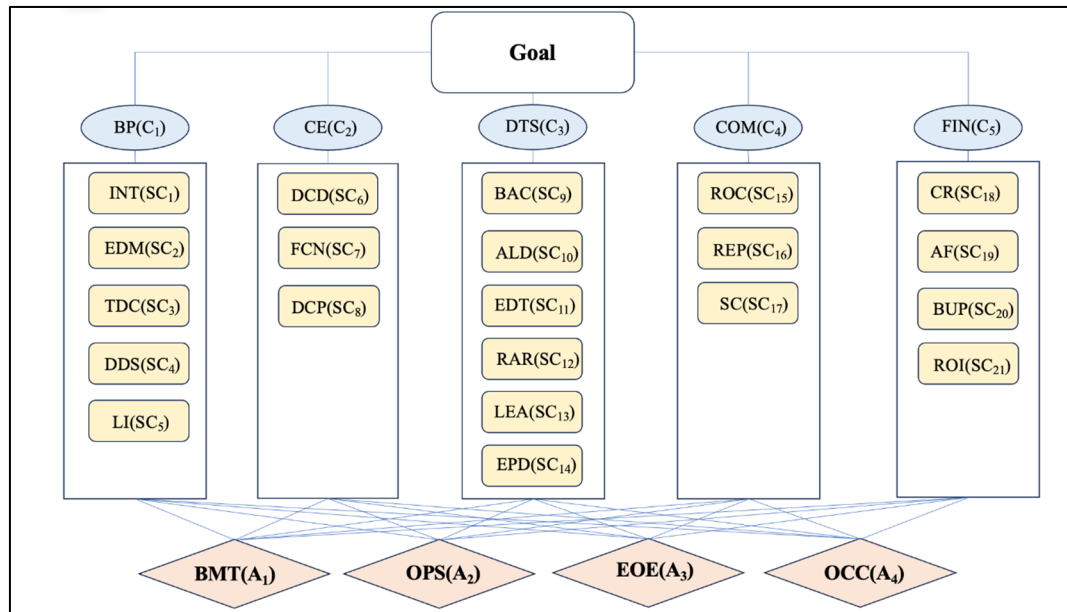 Goal
BP(C₁)
CE(C₂)
DTS(C₃)
COM(C₄)
FIN(C₅)
INT(SC₁)
EDM(SC₂)
TDC(SC₃)
DDS(SC₄)
LI(SC₅)
DCD(SC₆)
FCN(SC₇)
DCP(SC₈)
BAC(SC₉)
ALD(SC₁₀)
EDT(SC₁₁)
RAR(SC₁₂)
LEA(SC₁₃)
EPD(SC₁₄)
ROC(SC₁₅)
REP(SC₁₆)
SC(SC₁₇)
CR(SC₁₈)
AF(SC₁₉)
BUP(SC₂₀)
ROI(SC₂₁)
BMT(A₁)
OPS(A₂)
EOE(A₃)
OCC(A₄)